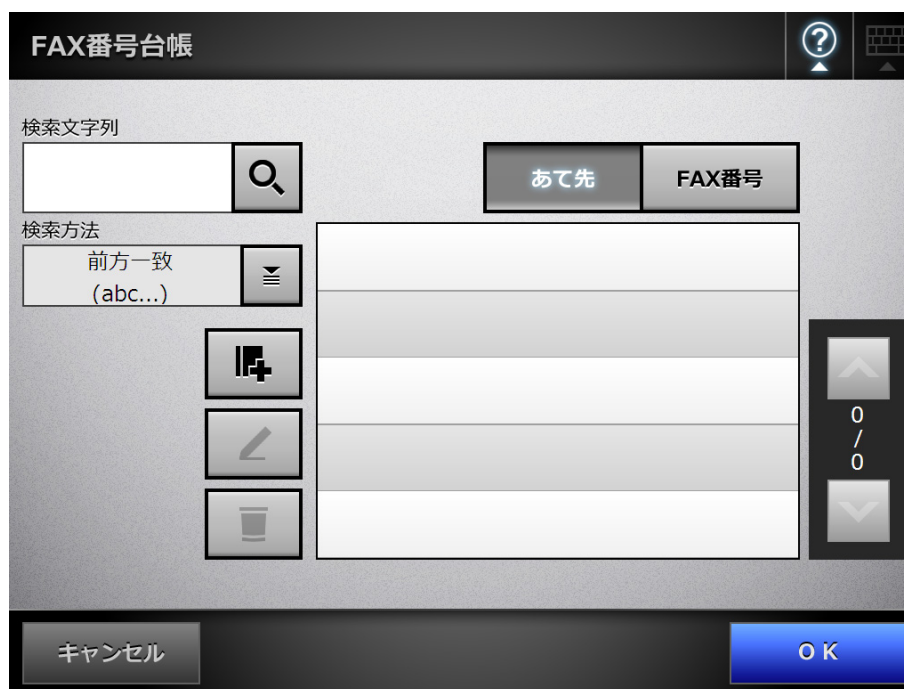 FAX番号台帳
検索文字列
あて先
FAX番号
検索方法
前方一致
(abc...)
0
/
0
キャンセル
OK